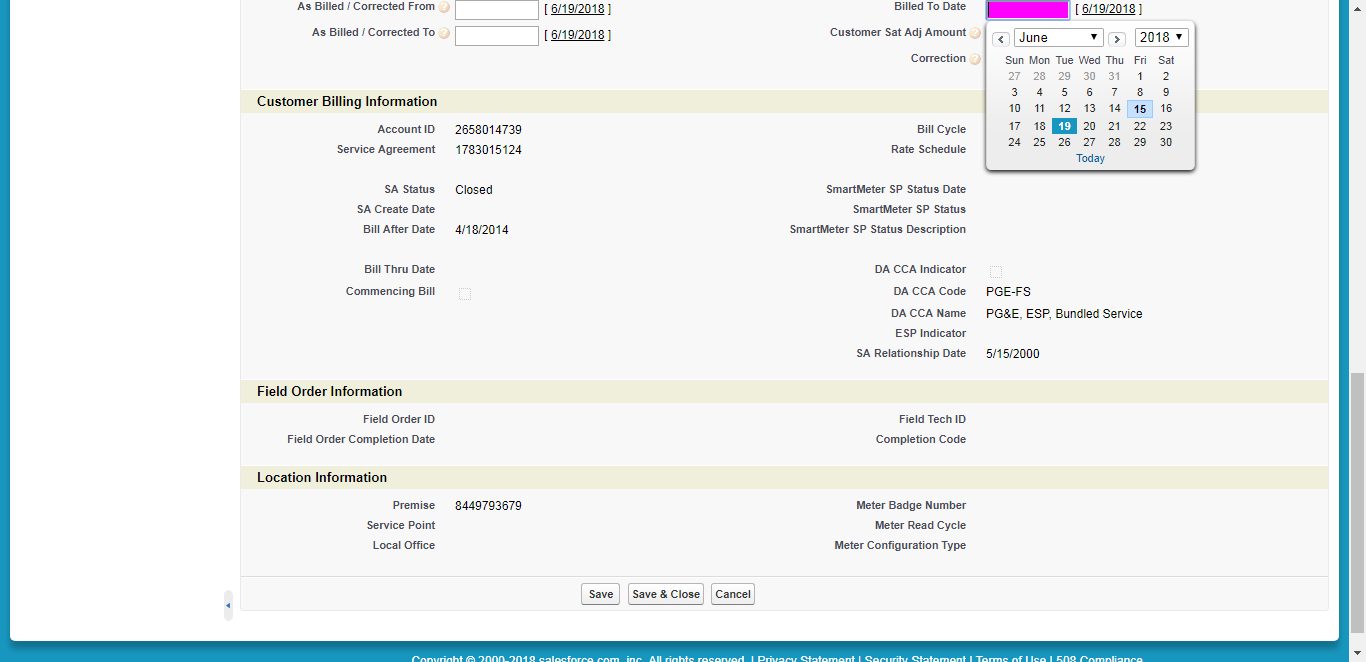 As Billed / Corrected From ? [ 6/19/2018 ] Billed To Date [ 6/19/2018 ]
As Billed / Corrected To ? [ 6/19/2018 ] Customer Sat Adj Amount ?
Correction ?
June 2018
Sun Mon Tue Wed Thu Fri Sat
27 28 29 30 31 1 2
3 4 5 6 7 8 9
10 11 12 13 14 15 16
17 18 19 20 21 22 23
24 25 26 27 28 29 30
Today
Customer Billing Information
Account ID 2658014739 Bill Cycle
Service Agreement 1783015124 Rate Schedule
SA Status Closed SmartMeter SP Status Date
SA Create Date SmartMeter SP Status
Bill After Date 4/18/2014 SmartMeter SP Status Description
Bill Thru Date DA CCA Indicator
Commencing Bill DA CCA Code PGE-FS
DA CCA Name PG&E, ESP, Bundled Service
ESP Indicator
SA Relationship Date 5/15/2000
Field Order Information
Field Order ID Field Tech ID
Field Order Completion Date Completion Code
Location Information
Premise 8449793679 Meter Badge Number
Service Point Meter Read Cycle
Local Office Meter Configuration Type
Save Save & Close Cancel
Copyright © 2000-2018 salesforce.com, inc. All rights reserved. | Privacy Statement | Security Statement | Terms of Use | 508 Compliance